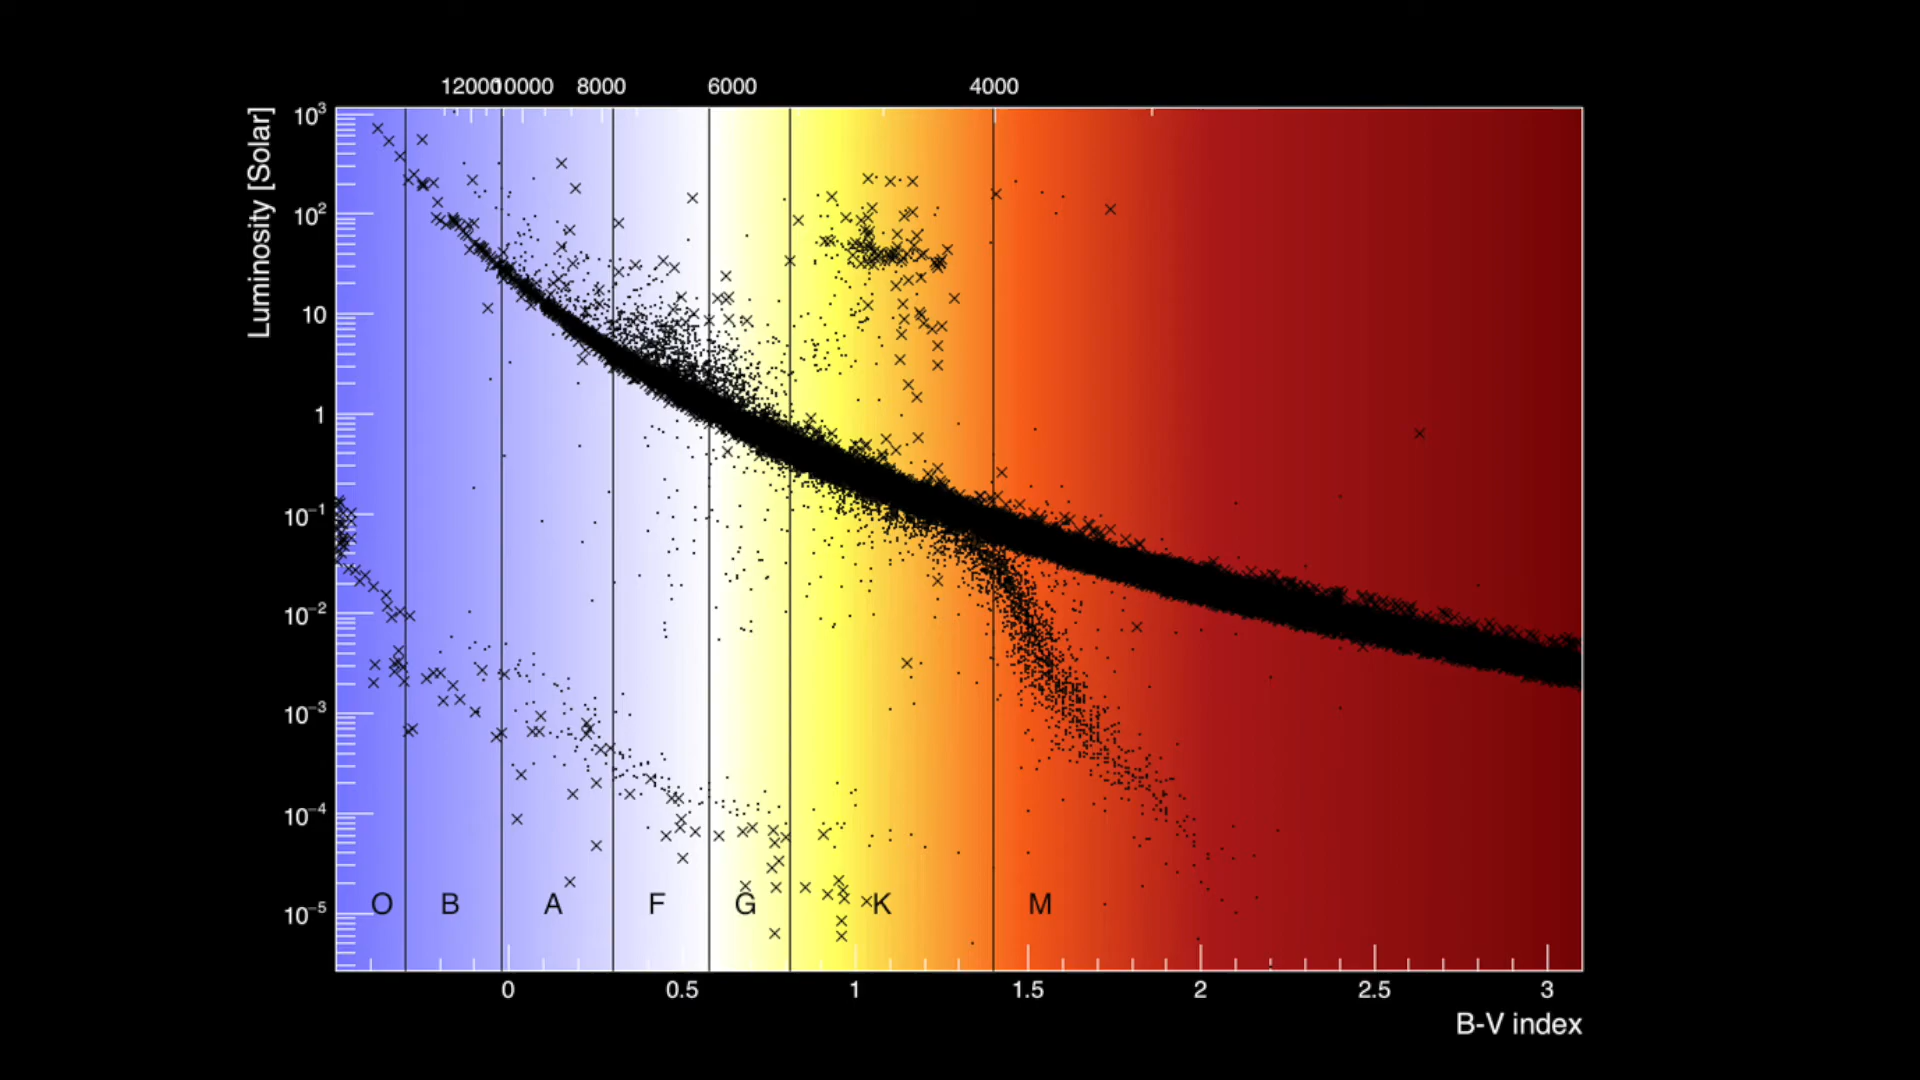 12000 10000 8000 6000 4000
Luminosity [Solar]
10³
10²
10
1
10⁻¹
10⁻²
10⁻³
10⁻⁴
10⁻⁵
O B A F G K M
0 0.5 1 1.5 2 2.5 3
B-V index